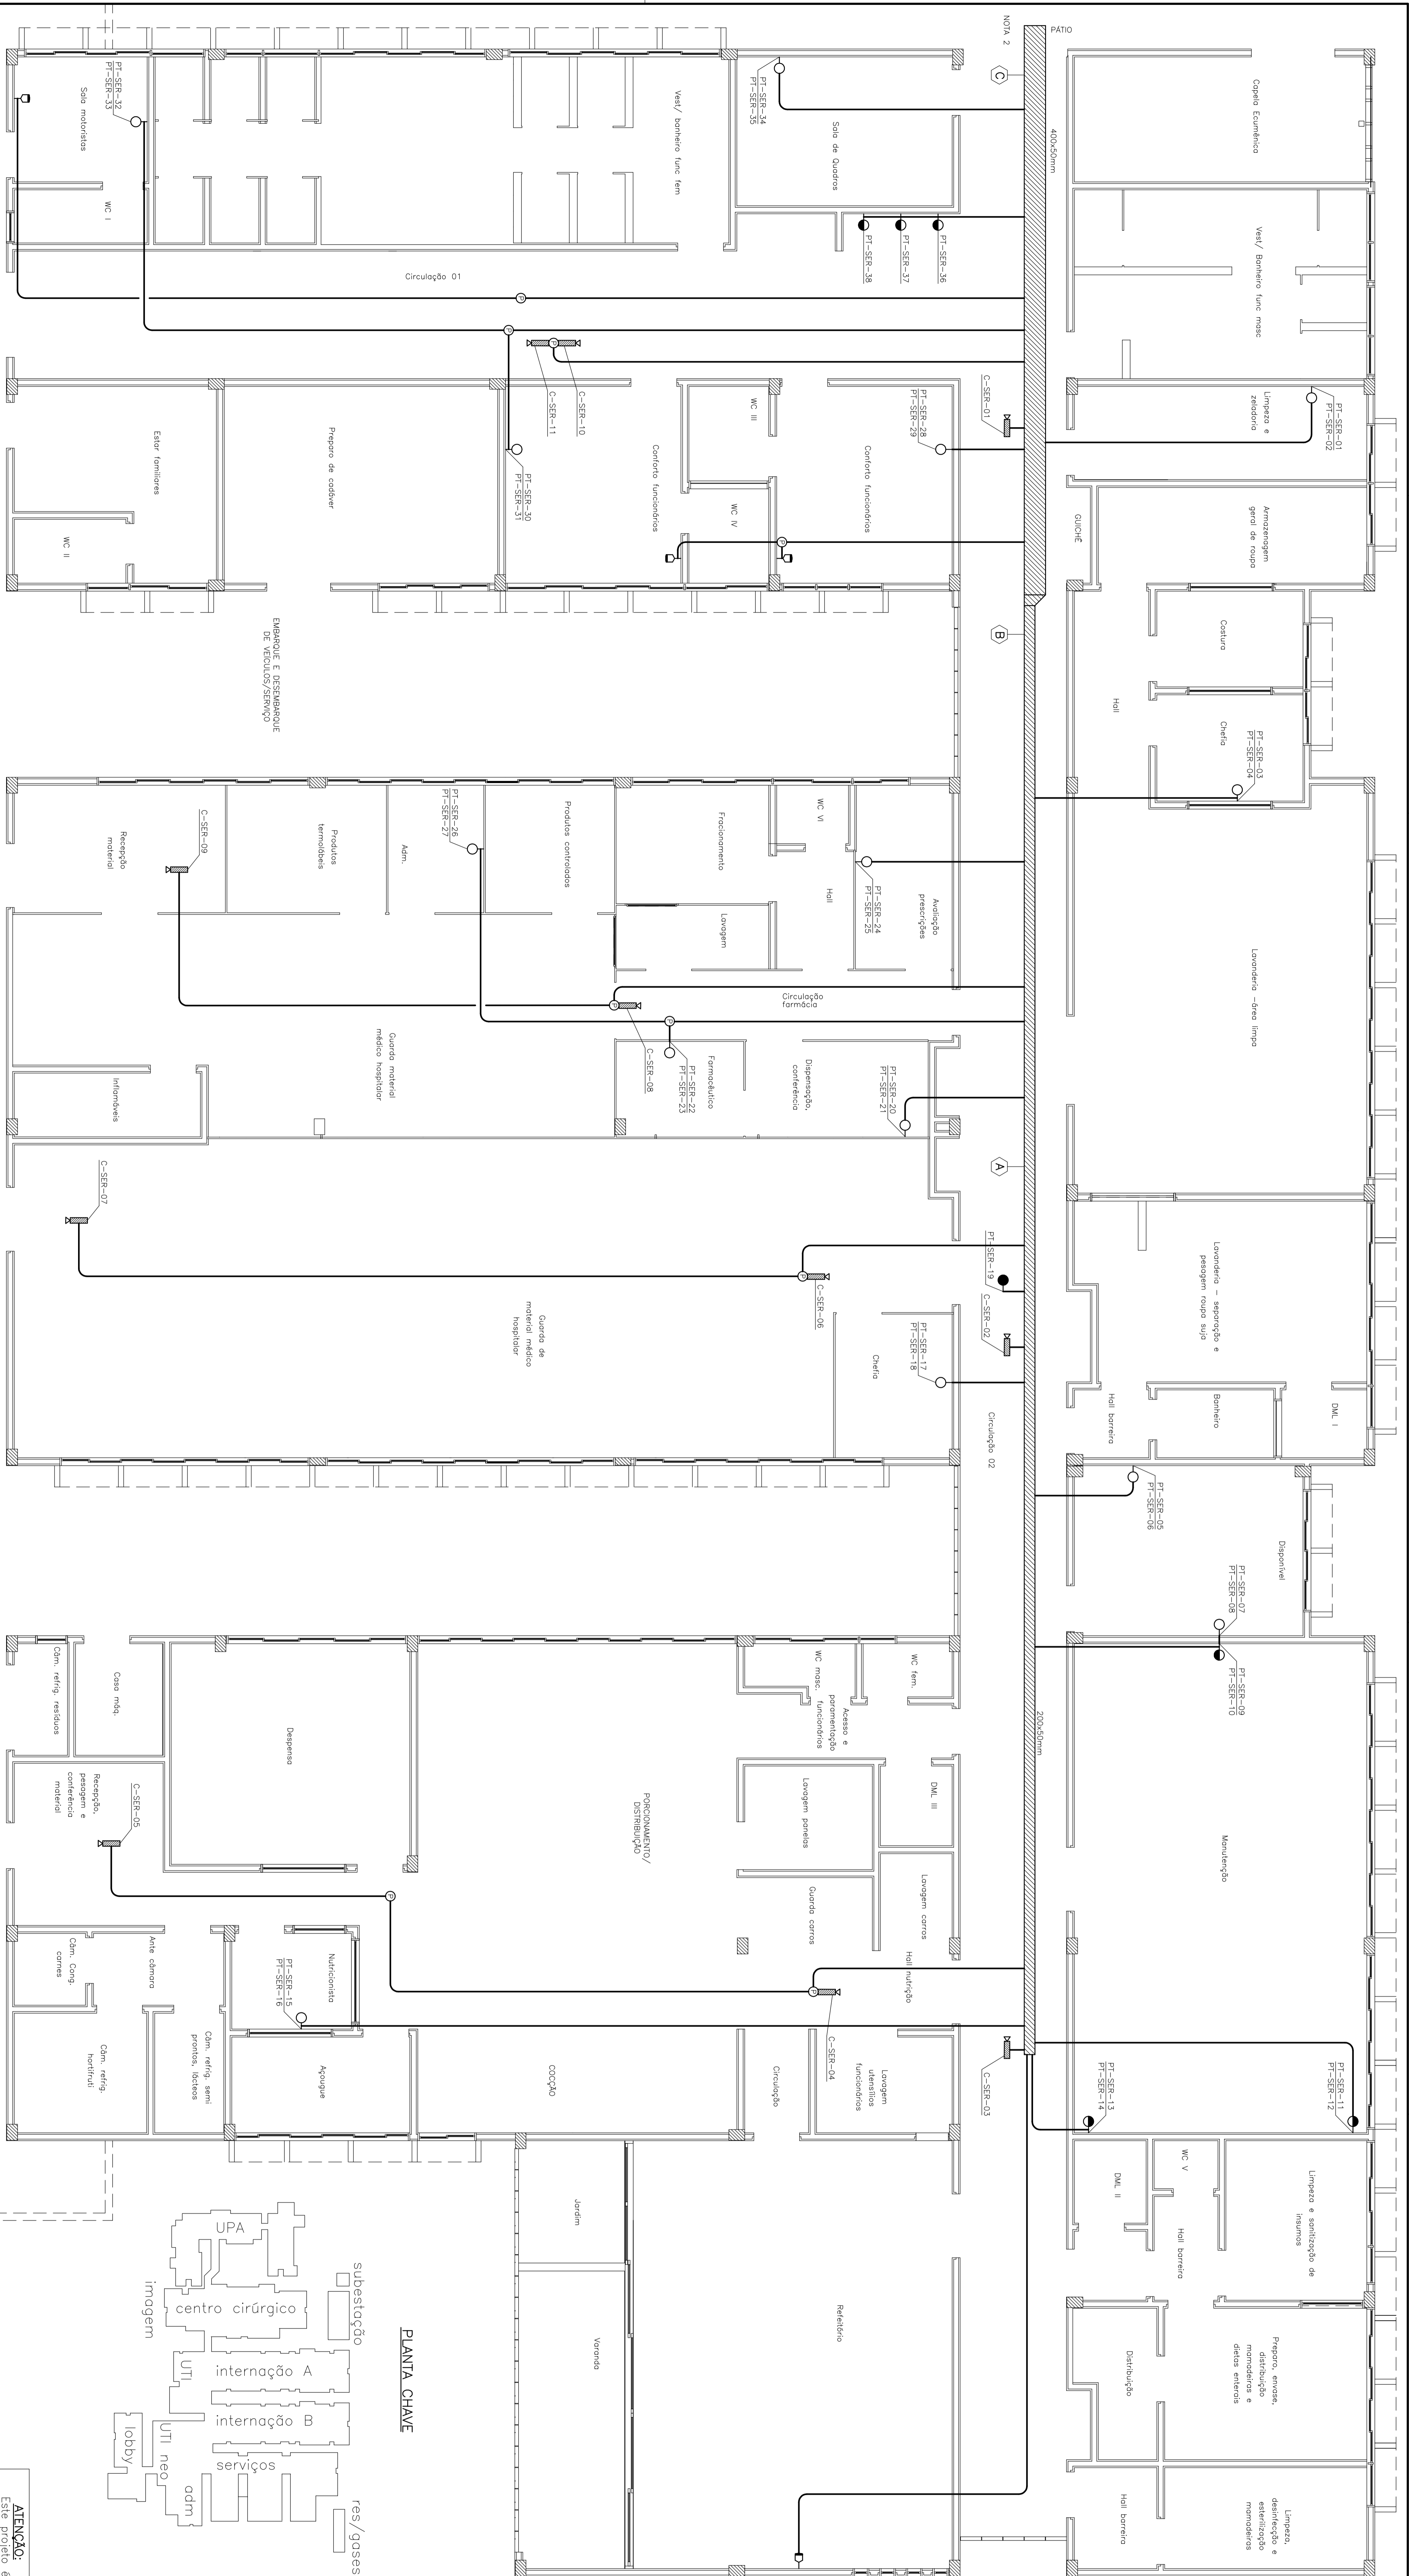 PÁTIO
NOTA 2
C
400x50mm
Capela Ecumênica
Vest/ Banheiro func masc
PT-SER-34
PT-SER-35
Sala de Quadros
Vest/ banheiro func fem
PT-SER-32
PT-SER-33
Sala motoristas
WC I
PT-SER-36
PT-SER-37
PT-SER-38
Circulação 01
P
P
P
C-SER-10
C-SER-11
C-SER-01
PT-SER-01
PT-SER-02
Limpeza e
zeladoria
Armazenagem
geral de roupa
GUICHÊ
PT-SER-28
PT-SER-29
WC III
Conforto funcionários
Conforto funcionários
WC IV
P
PT-SER-30
PT-SER-31
Preparo de cadáver
Estar familiares
WC II
B
Costura
Hall
Chefia
PT-SER-03
PT-SER-04
EMBARQUE E DESEMBARQUE
DE VEÍCULOS/SERVIÇO
Lavanderia -área limpa
WC VI
Fracionamento
Produtos controlados
PT-SER-26
PT-SER-27
Adm.
Produtos
termolábeis
Recepção
material
C-SER-09
Hall
PT-SER-24
PT-SER-25
Avaliação
prescrições
Lavagem
Circulação
farmácia
P
P
C-SER-08
PT-SER-22
PT-SER-23
Farmacêutico
Dispensação,
conferência
PT-SER-20
PT-SER-21
Guarda material
médico hospitalar
Inflamáveis
A
C-SER-07
P
C-SER-06
Guarda de
material médico
hospitalar
Chefia
PT-SER-19
C-SER-02
PT-SER-17
PT-SER-18
Circulação 02
Lavanderia - separação e
pesagem roupa suja
Banheiro
DML I
Hall barreira
PT-SER-05
PT-SER-06
Disponível
PT-SER-07
PT-SER-08
PT-SER-09
PT-SER-10
200x50mm
Manutenção
WC fem.
WC masc.
Acesso e
paramentação
funcionários
DML III
Lavagem panelas
Lavagem carros
Guarda carros
Hall nutrição
PORCIONAMENTO/
DISTRIBUIÇÃO
Despensa
Casa máq.
Câm. refrig. resíduos
Recepção,
pesagem e
conferência
material
C-SER-05
P
P
C-SER-04
C-SER-03
Ante câmara
Câm. Cong.
carnes
Nutricionista
PT-SER-15
PT-SER-16
Câm. refrig. semi
prontos, lácteos
Câm. refrig.
hortifruti
Açougue
COCÇÃO
Circulação
Lavagem
utensílios
funcionários
PT-SER-11
PT-SER-12
PT-SER-13
PT-SER-14
WC V
DML II
Limpeza e sanitização de
insumos
Hall barreira
Preparo, envase,
distribuição
mamadeiras e
dietas enterais
Distribuição
Limpeza,
desinfecção e
esterilização
mamadeiras
Hall barreira
Jardim
Varanda
Refeitório
PLANTA CHAVE
UPA
subestação
centro cirúrgico
imagem
internação A
UTI
internação B
UTI neo
lobby
serviços
adm
res/gases
ATENÇÃO:
Este projeto é